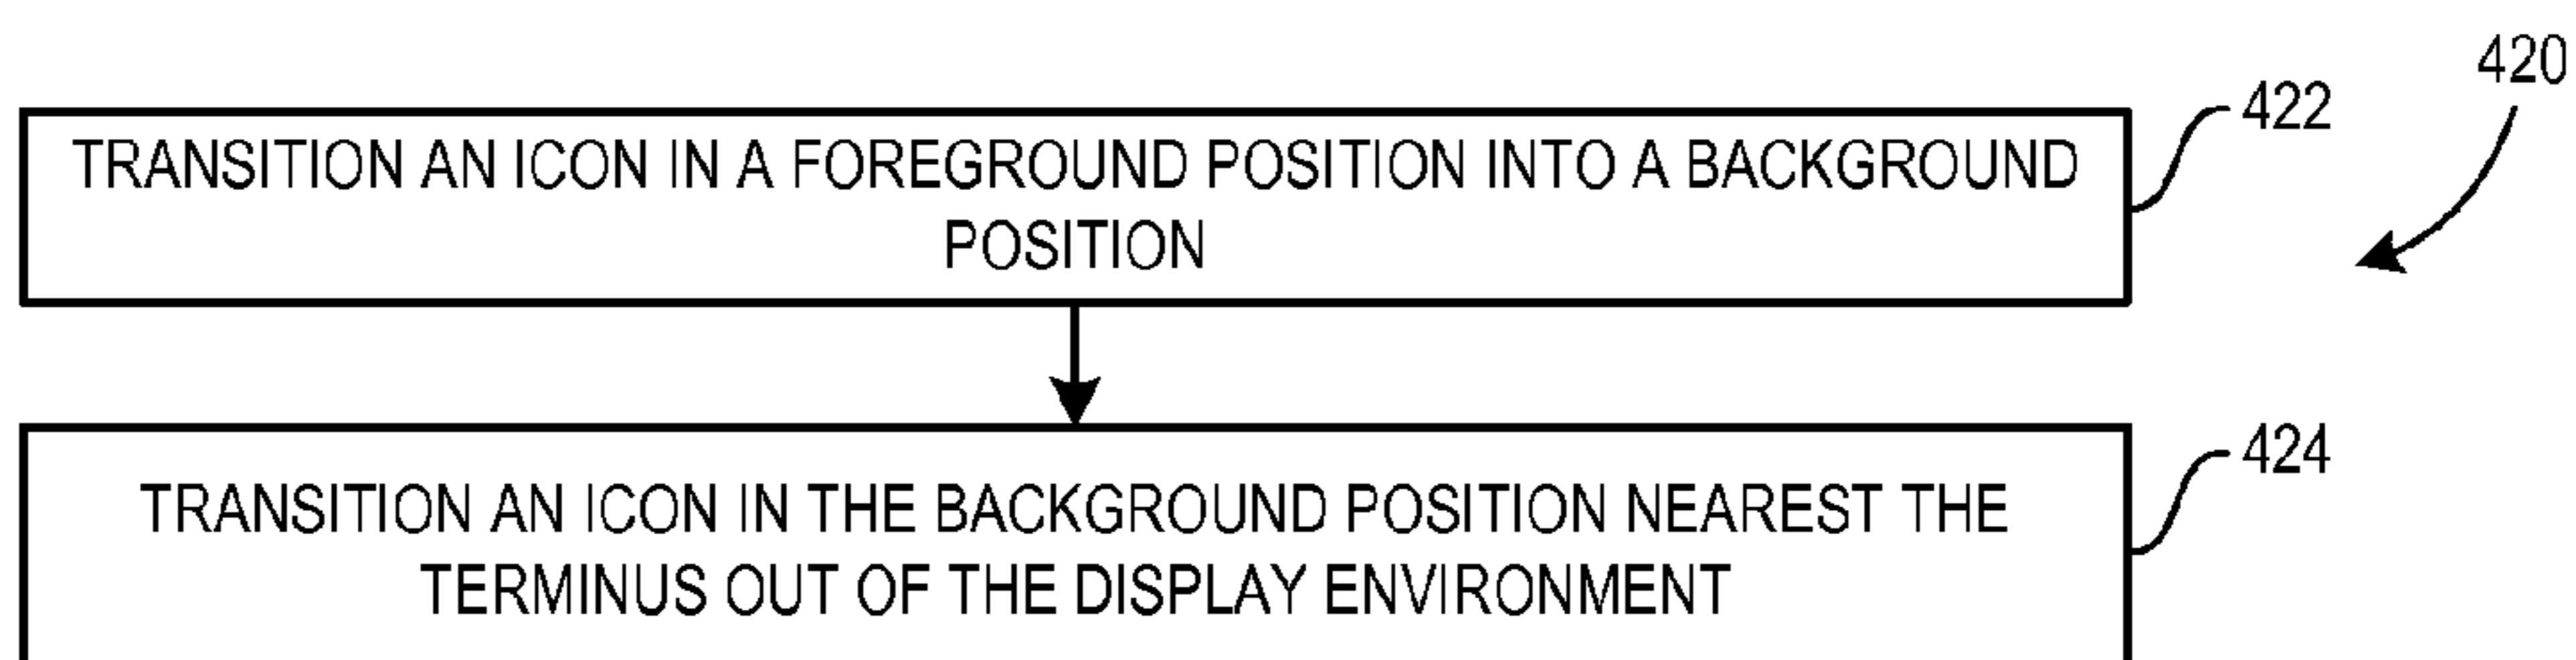 420
422
TRANSITION AN ICON IN A FOREGROUND POSITION INTO A BACKGROUND
POSITION
424
TRANSITION AN ICON IN THE BACKGROUND POSITION NEAREST THE
TERMINUS OUT OF THE DISPLAY ENVIRONMENT